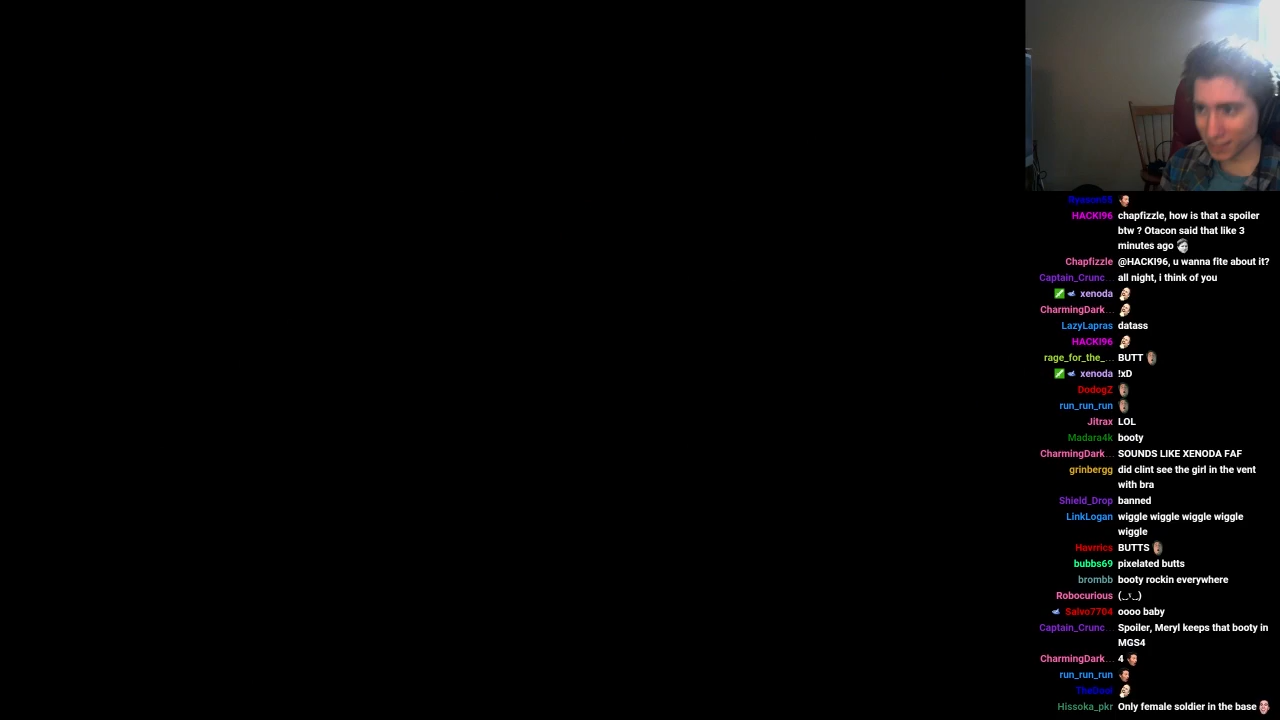 HACKI96 chapfizzle, how is that a spoiler
btw ? Otacon said that like 3
minutes ago
Chapfizzle @HACKI96, u wanna fite about it?
Captain_Crunc... all night, i think of you
xenoda
CharmingDark...
LazyLapras datass
HACKI96
rage_for_the_... BUTT
xenoda !xD
DodogZ
run_run_run
Jitrax LOL
Madara4k booty
CharmingDark... SOUNDS LIKE XENODA FAF
grinbergg did clint see the girl in the vent
with bra
Shield_Drop banned
LinkLogan wiggle wiggle wiggle wiggle
wiggle
Havrrics BUTTS
bubbs69 pixelated butts
brombb booty rockin everywhere
Robocurious
Salvo7704 oooo baby
Captain_Crunc... Spoiler, Meryl keeps that booty in
MGS4
CharmingDark... 4
run_run_run
Hissoka_pkr Only female soldier in the base